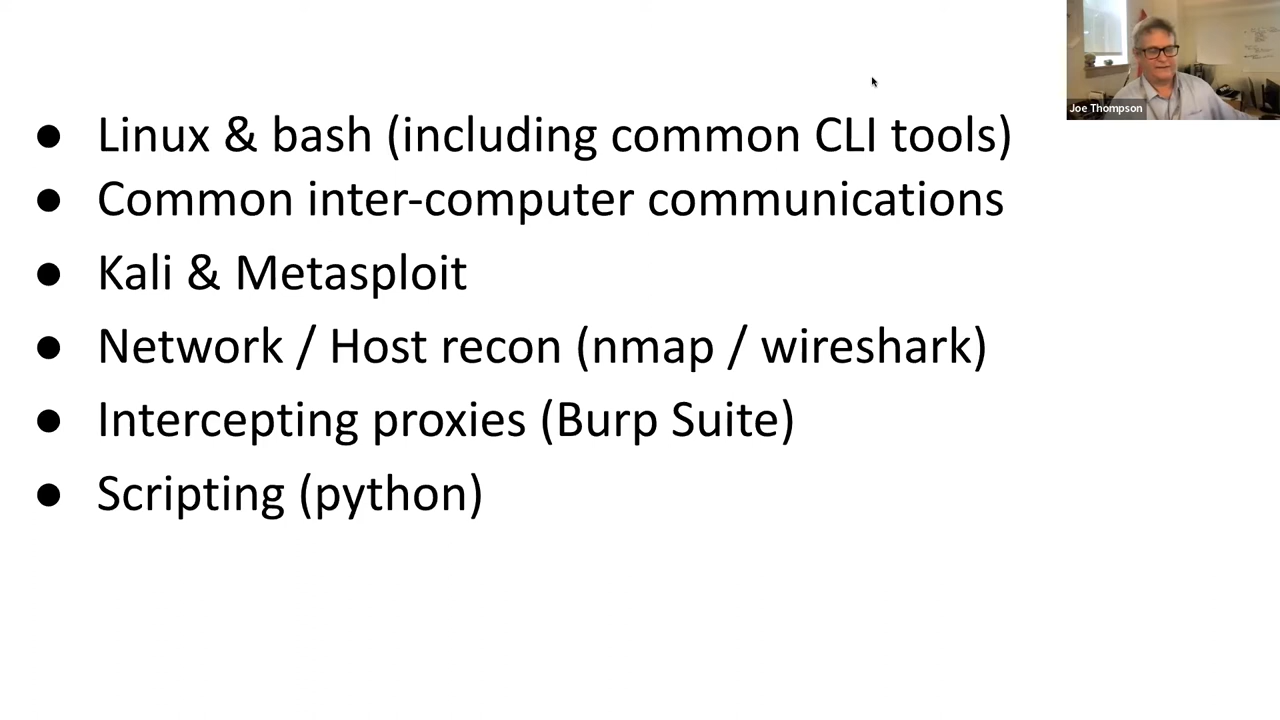 Joe Thompson
● Linux & bash (including common CLI tools)
● Common inter-computer communications
● Kali & Metasploit
● Network / Host recon (nmap / wireshark)
● Intercepting proxies (Burp Suite)
● Scripting (python)